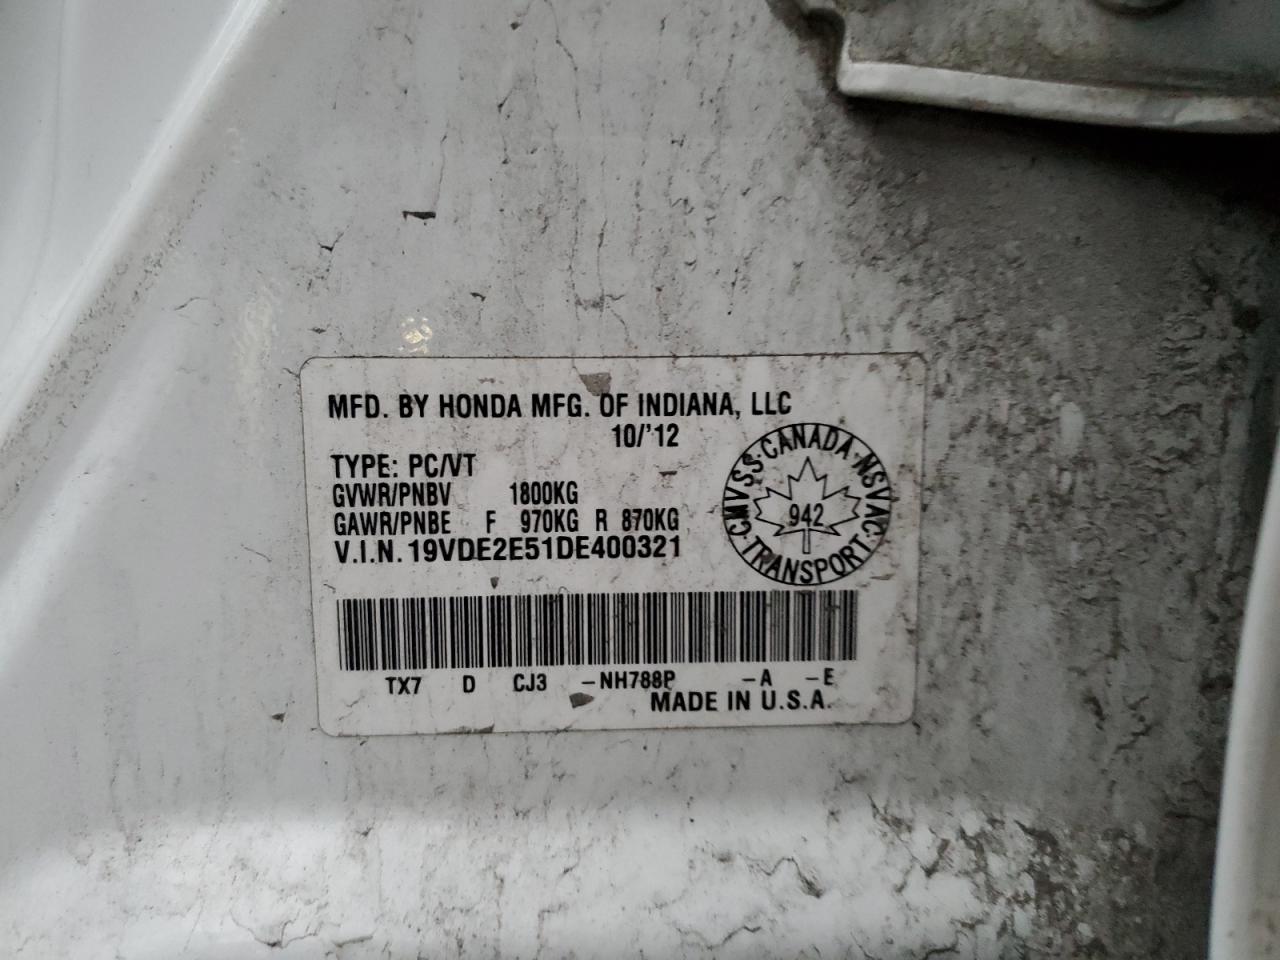 MFD. BY HONDA MFG. OF INDIANA, LLC
10/'12
TYPE: PC/VT
GVWR/PNBV 1800KG
GAWR/PNBE F 970KG R 870KG
V.I.N. 19VDE2E51DE400321
CMVSS·CANADA·NSVAC·TRANSPORT·
942
TX7 D CJ3 -NH788P -A -E
MADE IN U.S.A.